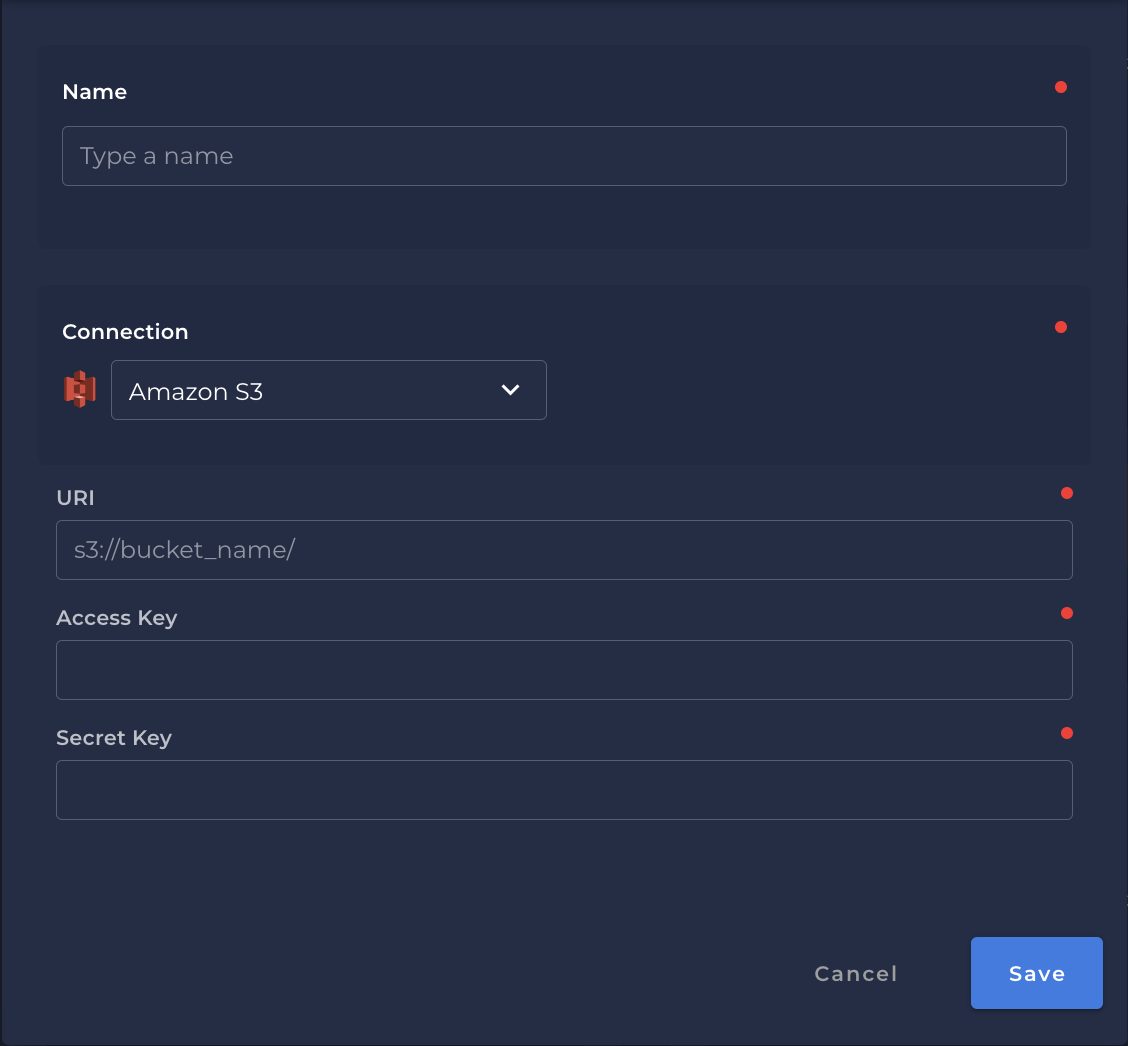 Name
Type a name
Connection
Amazon S3
URI
s3://bucket_name/
Access Key
Secret Key
Cancel
Save